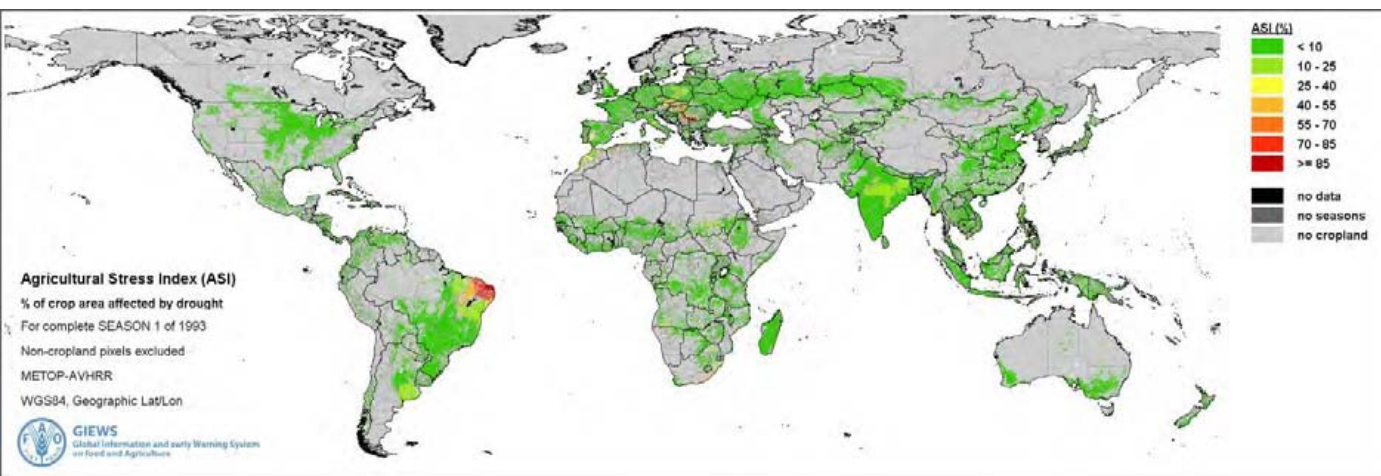 ASI (%)
< 10
10 - 25
25 - 40
40 - 55
55 - 70
70 - 85
>= 85
no data
no seasons
no cropland
Agricultural Stress Index (ASI)
% of crop area affected by drought
For complete SEASON 1 of 1993
Non-cropland pixels excluded
METOP-AVHRR
WGS84, Geographic Lat/Lon
F A O
GIEWS
Global Information and early Warning System
on food and Agriculture